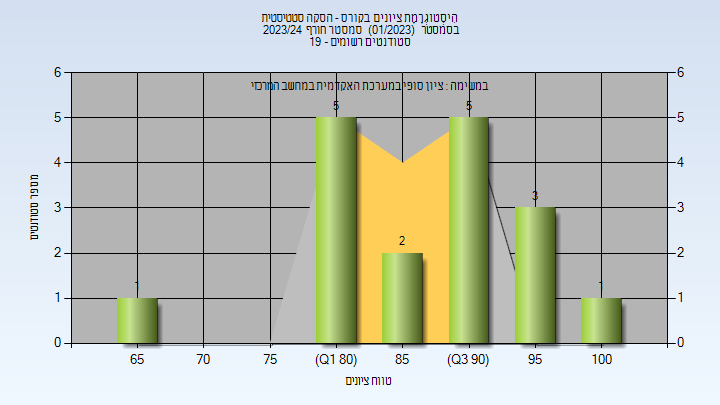 היסטוגרמת ציונים בקורס - הסקה סטטיסטית
בסמסטר (01/2023) סמסטר חורף 2023/24
סטודנטים רשומים - 19
במשימה : ציון סופי במערכת האקדמית במחשב המרכזי
מספר סטודנטים
6 6
5 5
4 4
3 3
2 2
1 1
0 0
1 5 2 5 3 1
65 70 75 (Q1 80) 85 (Q3 90) 95 100
טווח ציונים